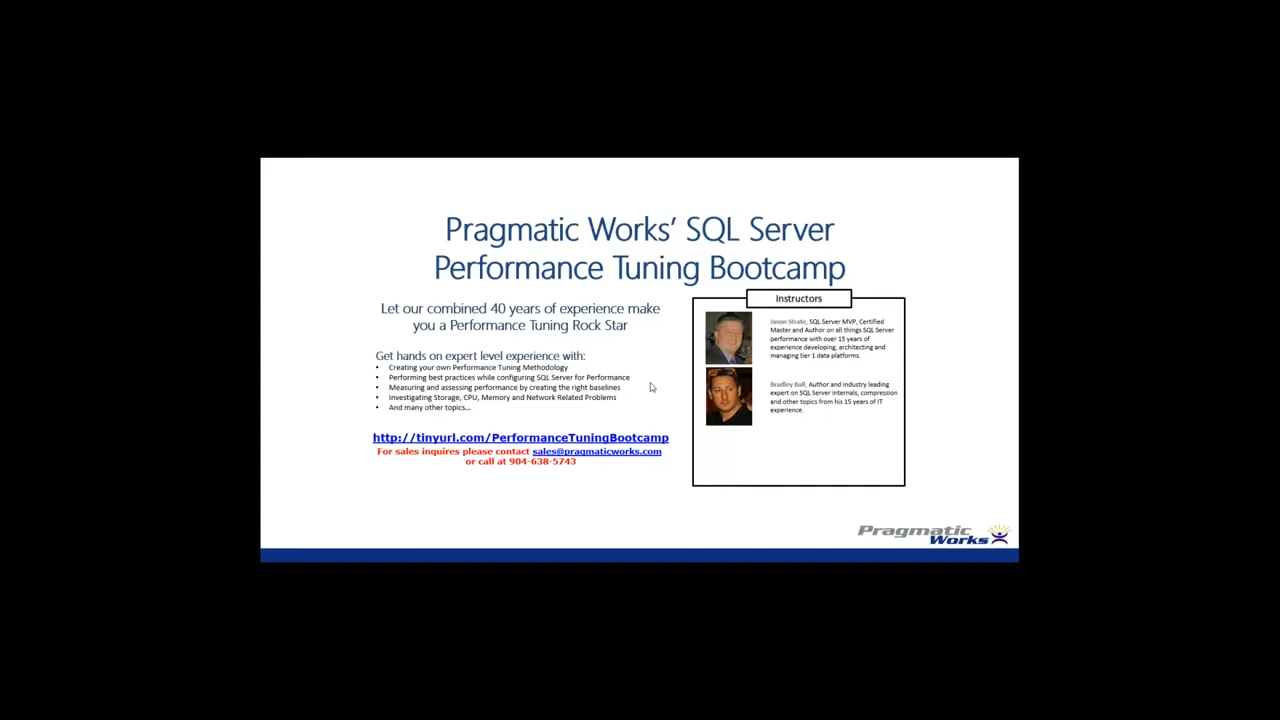 Pragmatic Works' SQL Server
Performance Tuning Bootcamp
Let our combined 40 years of experience make
you a Performance Tuning Rock Star
Get hands on expert level experience with:
• Creating your own Performance Tuning Methodology
• Performing best practices while configuring SQL Server for Performance
• Measuring and assessing performance by creating the right baselines
• Investigating Storage, CPU, Memory and Network Related Problems
• And many other topics...
http://tinyurl.com/PerformanceTuningBootcamp
For sales inquires please contact sales@pragmaticworks.com
or call at 904-638-5743
Instructors
Jason Strate, SQL Server MVP, Certified
Master and Author on all things SQL Server
performance with over 15 years of
experience developing, architecting and
managing tier 1 data platforms.
Bradley Ball, Author and industry leading
expert on SQL Server internals, compression
and other topics from his 15 years of IT
experience.
Pragmatic
Works